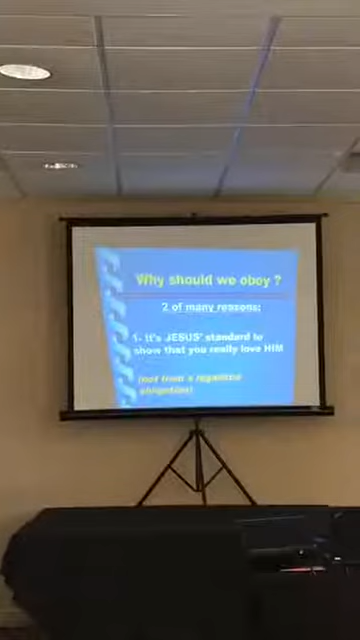 Why should we obey ?
2 of many reasons:
1- It's JESUS' standard to
show that you really love HIM
(not from a
obligation)